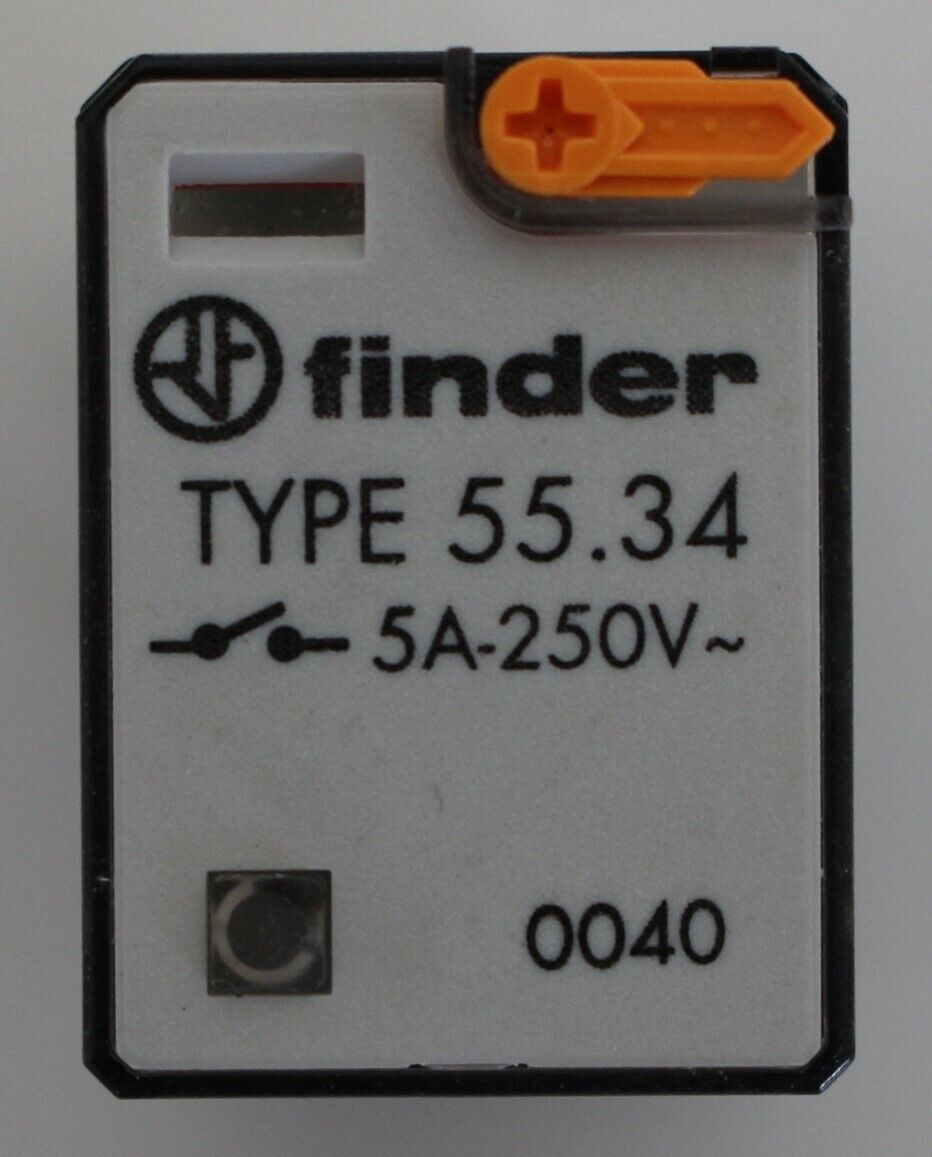 finder
TYPE 55.34
5A-250V~
0040